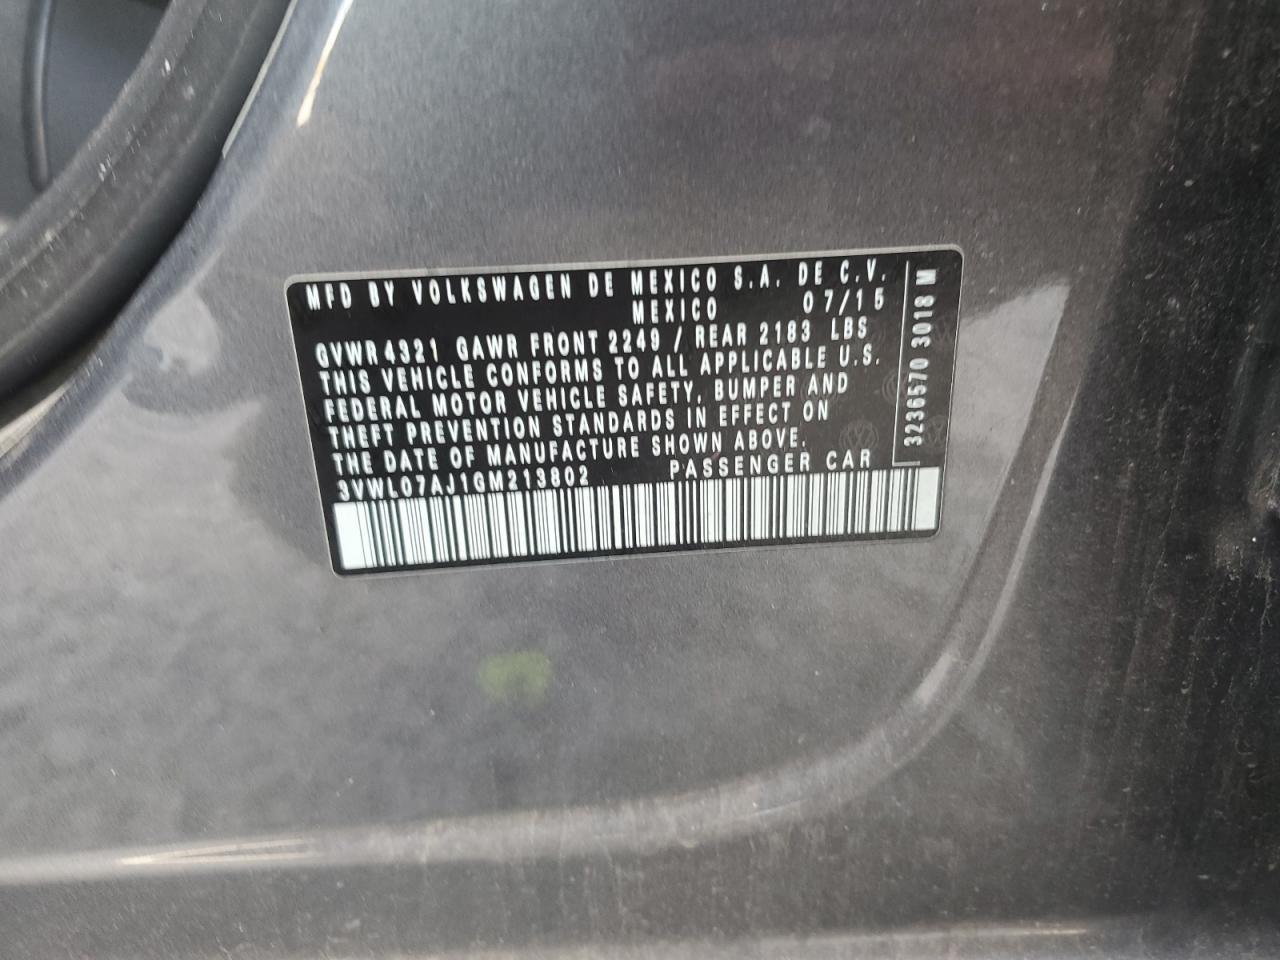 MFD BY VOLKSWAGEN DE MEXICO S.A. DE C.V.
MEXICO 07/15
GVWR 4321 GAWR FRONT 2249 / REAR 2183 LBS
THIS VEHICLE CONFORMS TO ALL APPLICABLE U.S.
FEDERAL MOTOR VEHICLE SAFETY, BUMPER AND
THEFT PREVENTION STANDARDS IN EFFECT ON
THE DATE OF MANUFACTURE SHOWN ABOVE.
3VWL07AJ1GM213802 PASSENGER CAR
3236570 3018 M